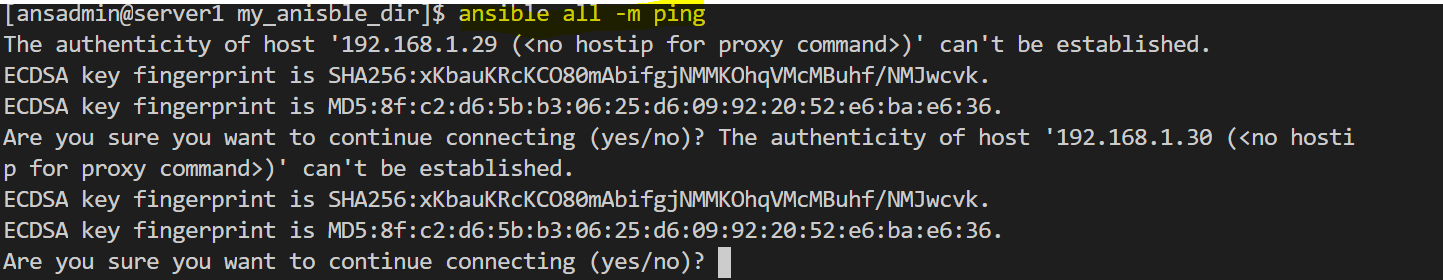 [ansadmin@server1 my_anisble_dir]$ ansible all -m ping
The authenticity of host '192.168.1.29 (<no hostip for proxy command>)' can't be established.
ECDSA key fingerprint is SHA256:xKbauKRcKCO80mAbifgjNMMKOhqVMcMBuhf/NMJwcvk.
ECDSA key fingerprint is MD5:8f:c2:d6:5b:b3:06:25:d6:09:92:20:52:e6:ba:e6:36.
Are you sure you want to continue connecting (yes/no)? The authenticity of host '192.168.1.30 (<no hosti
p for proxy command>)' can't be established.
ECDSA key fingerprint is SHA256:xKbauKRcKCO80mAbifgjNMMKOhqVMcMBuhf/NMJwcvk.
ECDSA key fingerprint is MD5:8f:c2:d6:5b:b3:06:25:d6:09:92:20:52:e6:ba:e6:36.
Are you sure you want to continue connecting (yes/no)?